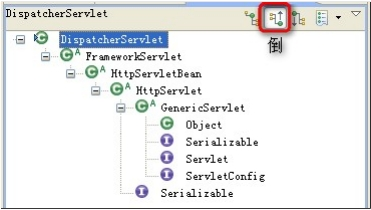 DispatcherServlet
倒
DispatcherServlet
FrameworkServlet
HttpServletBean
HttpServlet
GenericServlet
Object
Serializable
Servlet
ServletConfig
Serializable